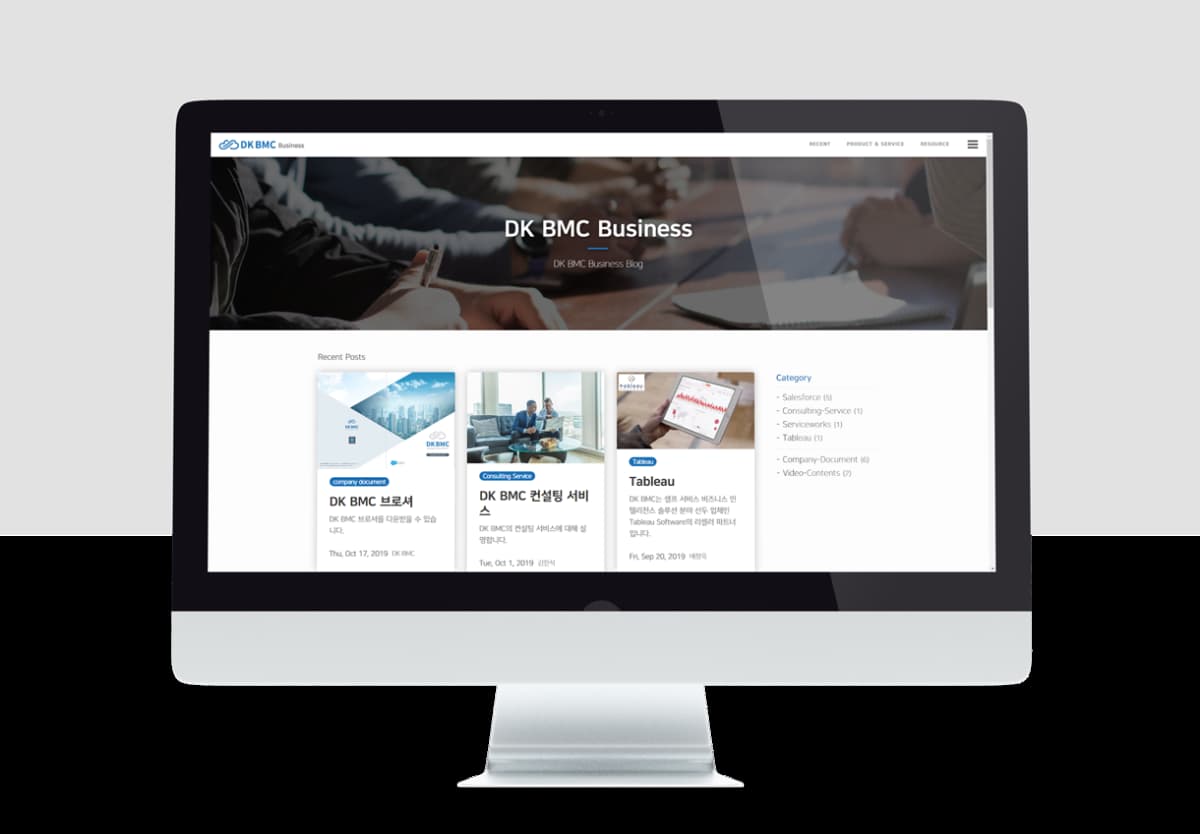 DK BMC Business
RECENT
PRODUCT & SERVICE
RESOURCE
DK BMC Business
DK BMC Business Blog
Recent Posts
DK BMC
company document
DK BMC 브로셔
DK BMC 브로셔를 다운받을 수 있습
니다.
Thu, Oct 17, 2019 DK BMC
Consulting Service
DK BMC 컨설팅 서비
스
DK BMC의 컨설팅 서비스에 대해 설
명합니다.
Tue, Oct 1, 2019
tableau
Tableau
Tableau
DK BMC는 셀프 서비스 비즈니스 인
텔리전스 솔루션 분야 선두 업체인
Tableau Software의 리셀러 파트너
입니다.
Fri, Sep 20, 2019
Category
- Salesforce (5)
- Consulting-Service (1)
- Serviceworks (1)
- Tableau (1)
- Company-Document (6)
- Video-Contents (7)